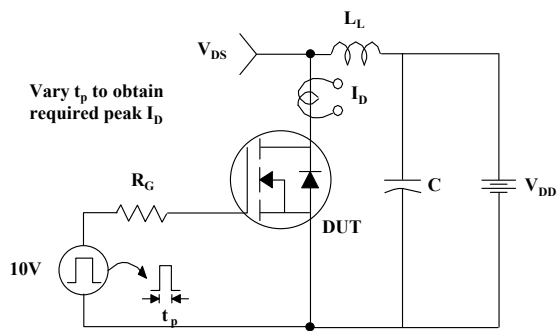 L_L
V_DS
Vary t_p to obtain
required peak I_D
I_D
R_G
C
V_DD
DUT
10V
t_p